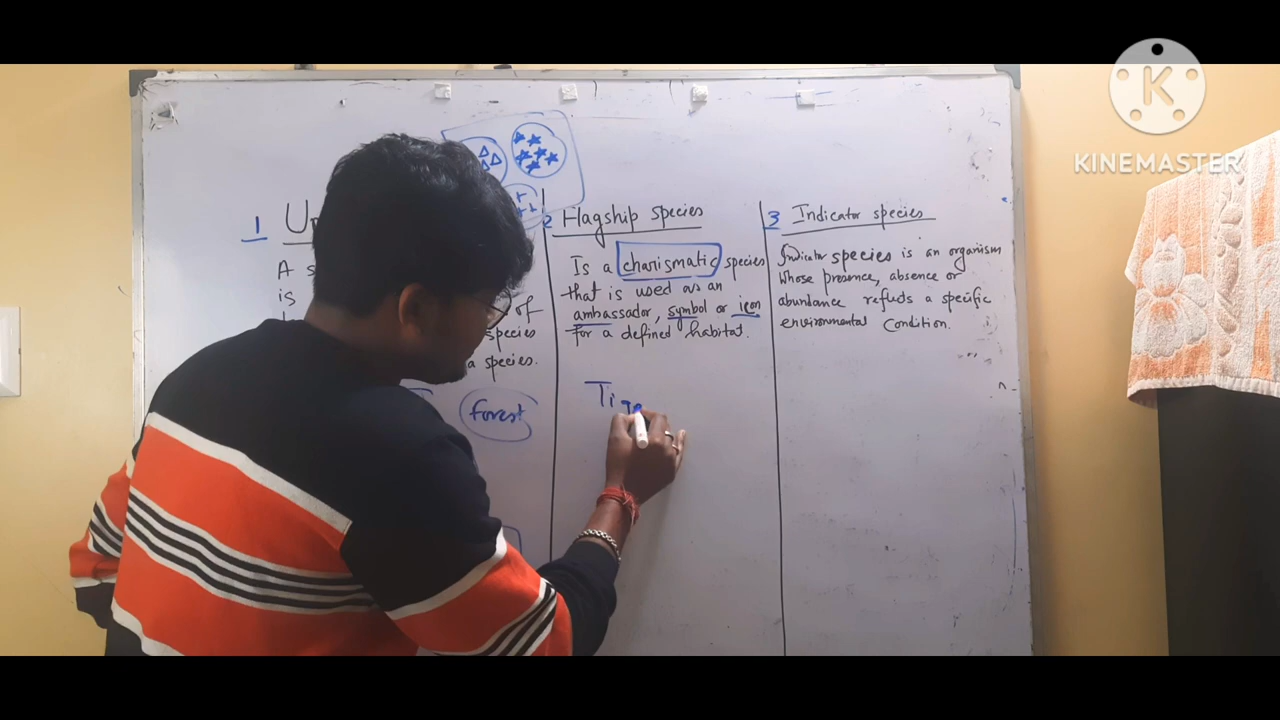 K
KINEMASTER
1 U
A s
is
of
species
a species.
forest
2 Flagship species
Is a charismatic species
that is used as an
ambassador, symbol or icon
for a defined habitat.
Tig
3 Indicator species
Indicator species is an organism
whose presence, absence or
abundance reflects a specific
environmental Condition.